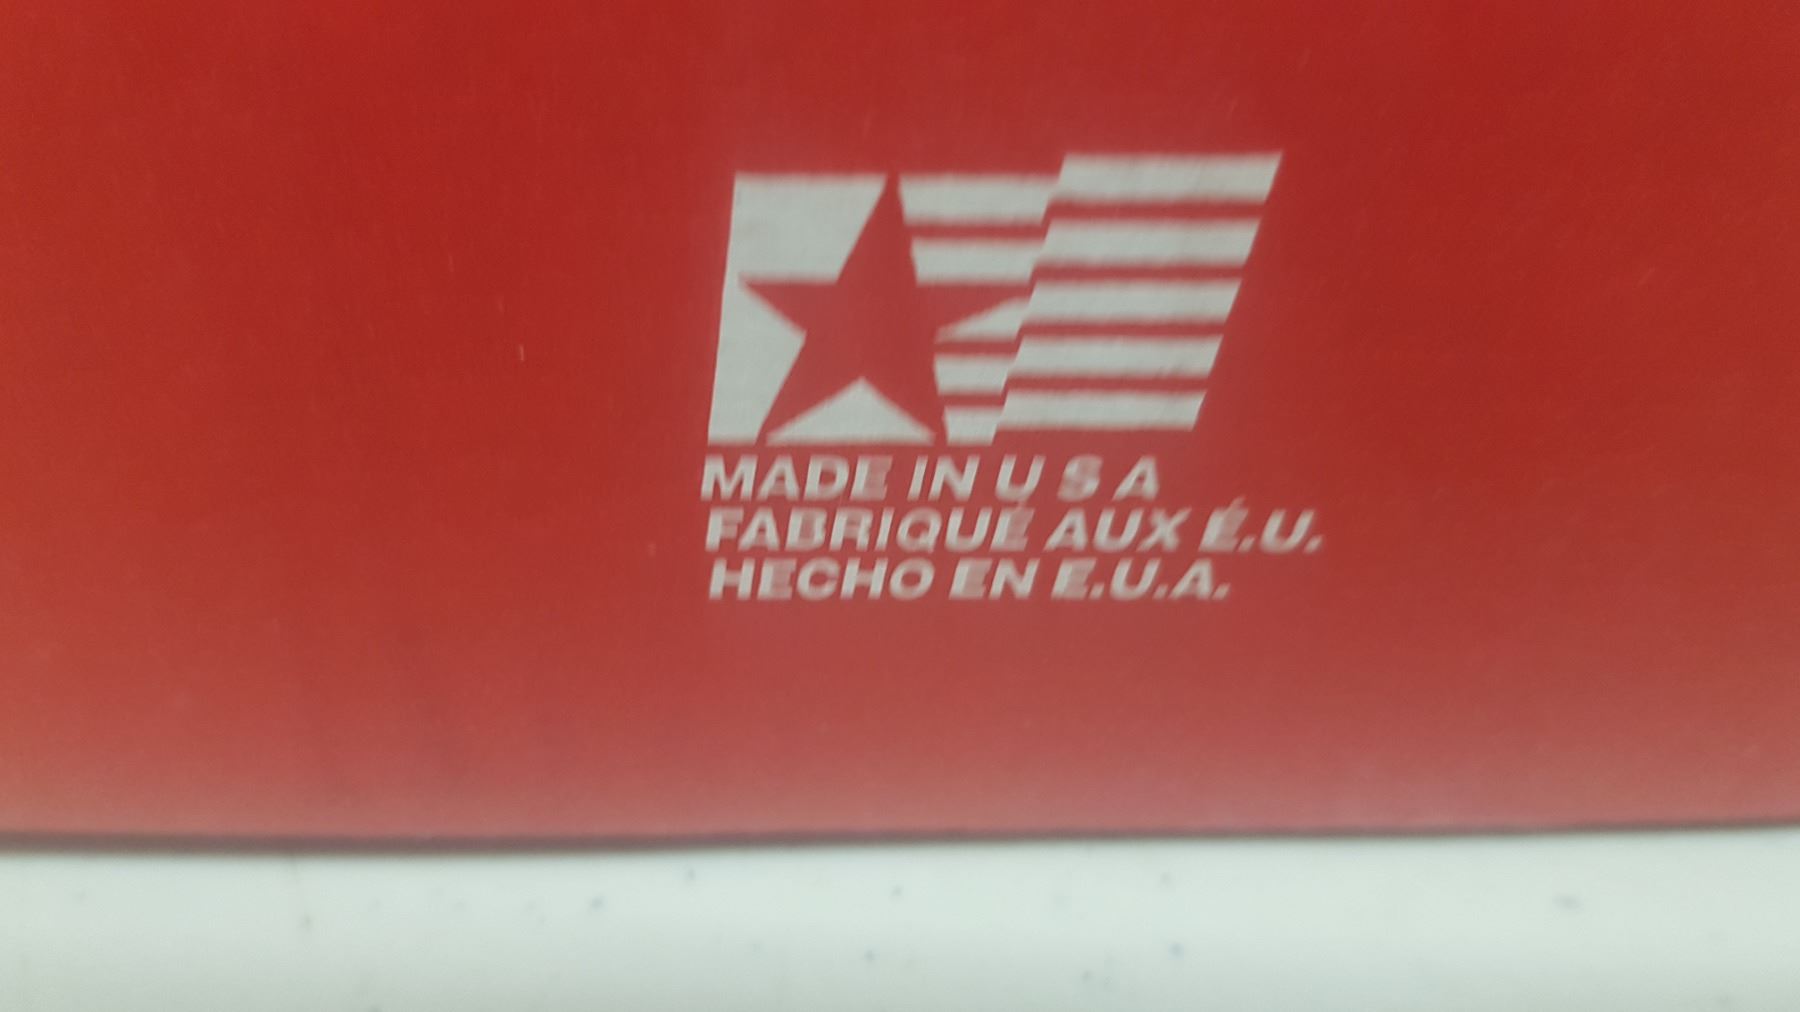 MADE IN U S A
FABRIQUÉ AUX É.U.
HECHO EN E.U.A.